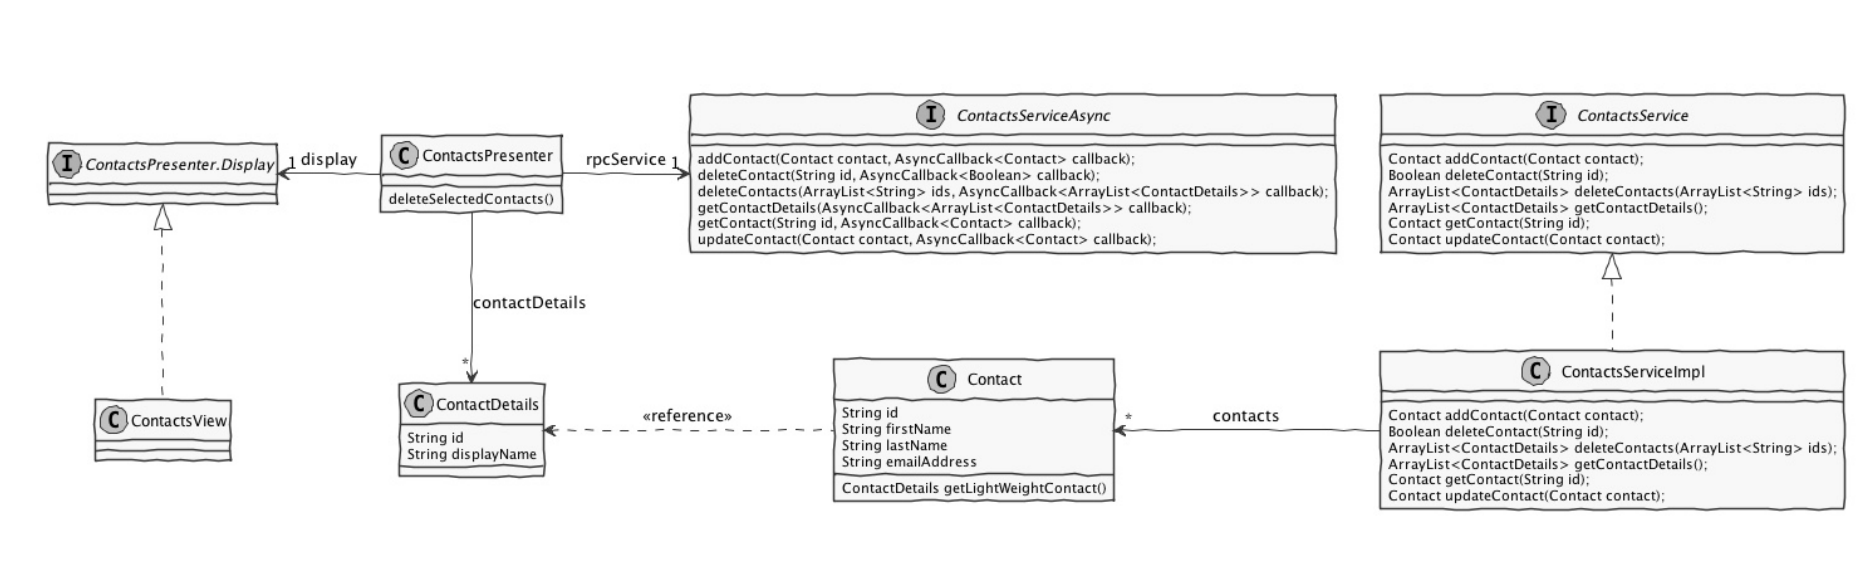 I ContactsPresenter.Display
1 display
C ContactsPresenter
deleteSelectedContacts()
rpcService 1
I ContactsServiceAsync
addContact(Contact contact, AsyncCallback<Contact> callback);
deleteContact(String id, AsyncCallback<Boolean> callback);
deleteContacts(ArrayList<String> ids, AsyncCallback<ArrayList<ContactDetails>> callback);
getContactDetails(AsyncCallback<ArrayList<ContactDetails>> callback);
getContact(String id, AsyncCallback<Contact> callback);
updateContact(Contact contact, AsyncCallback<Contact> callback);
I ContactsService
Contact addContact(Contact contact);
Boolean deleteContact(String id);
ArrayList<ContactDetails> deleteContacts(ArrayList<String> ids);
ArrayList<ContactDetails> getContactDetails();
Contact getContact(String id);
Contact updateContact(Contact contact);
contactDetails
*
C ContactsView
C ContactDetails
String id
String displayName
«reference»
C Contact
String id
String firstName
String lastName
String emailAddress
ContactDetails getLightWeightContact()
* contacts
C ContactsServiceImpl
Contact addContact(Contact contact);
Boolean deleteContact(String id);
ArrayList<ContactDetails> deleteContacts(ArrayList<String> ids);
ArrayList<ContactDetails> getContactDetails();
Contact getContact(String id);
Contact updateContact(Contact contact);